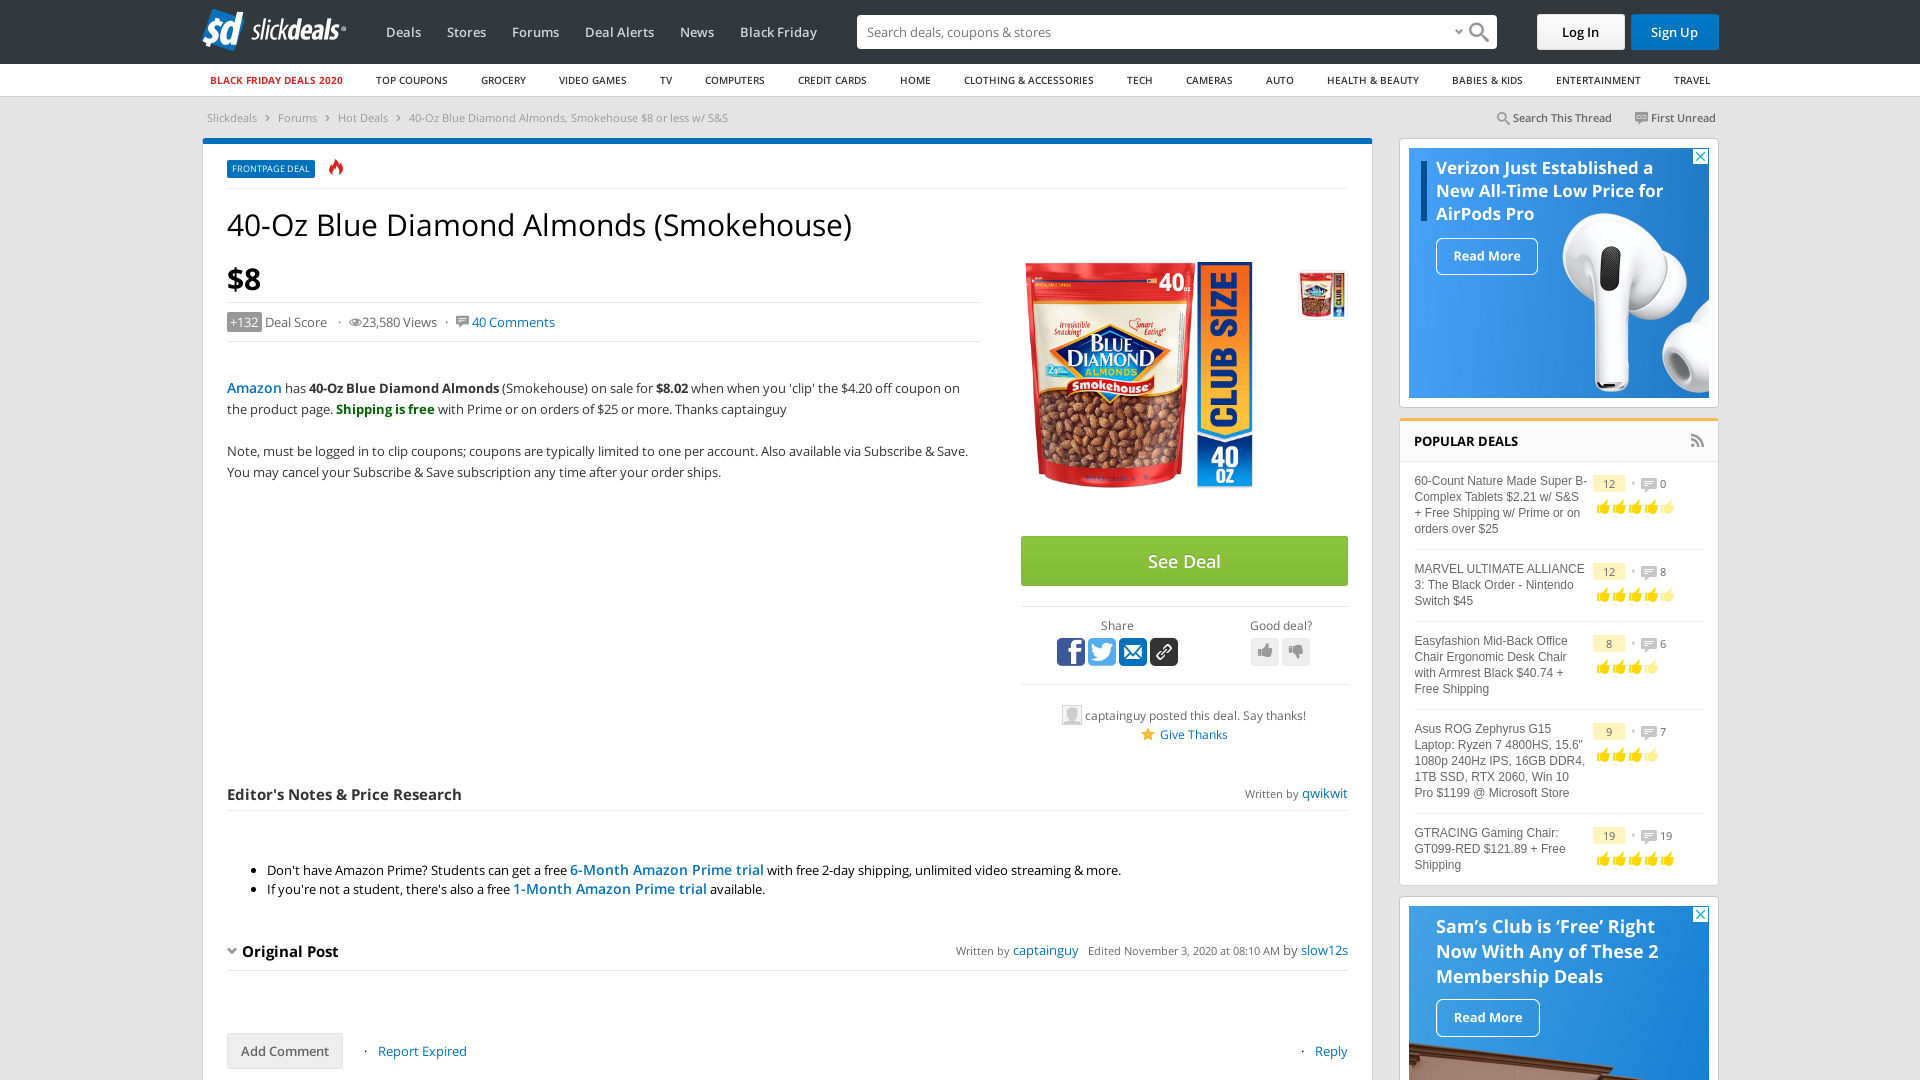 slickdeals
Deals
Stores
Forums
Deal Alerts
News
Black Friday
Search deals, coupons & stores
Log In
Sign Up
BLACK FRIDAY DEALS 2020
TOP COUPONS
GROCERY
VIDEO GAMES
TV
COMPUTERS
CREDIT CARDS
HOME
CLOTHING & ACCESSORIES
TECH
CAMERAS
AUTO
HEALTH & BEAUTY
BABIES & KIDS
ENTERTAINMENT
TRAVEL
Slickdeals
Forums
Hot Deals
40-Oz Blue Diamond Almonds, Smokehouse $8 or less w/ S&S
Search This Thread
First Unread
FRONTPAGE DEAL
40-Oz Blue Diamond Almonds (Smokehouse)
$8
+132 Deal Score · 23,580 Views · 40 Comments
Amazon has 40-Oz Blue Diamond Almonds (Smokehouse) on sale for $8.02 when when you 'clip' the $4.20 off coupon on
the product page. Shipping is free with Prime or on orders of $25 or more. Thanks captainguy
Note, must be logged in to clip coupons; coupons are typically limited to one per account. Also available via Subscribe & Save.
You may cancel your Subscribe & Save subscription any time after your order ships.
40 oz
Irresistible
Snacking!
Smart
Eating!
BLUE
DIAMOND
ALMONDS
Smokehouse
CLUB SIZE
40
OZ
See Deal
Share
Good deal?
captainguy posted this deal. Say thanks!
Give Thanks
Editor's Notes & Price Research
Written by qwikwit
Don't have Amazon Prime? Students can get a free 6-Month Amazon Prime trial with free 2-day shipping, unlimited video streaming & more.
If you're not a student, there's also a free 1-Month Amazon Prime trial available.
Original Post
Written by captainguy Edited November 3, 2020 at 08:10 AM by slow12s
Add Comment
· Report Expired
· Reply
Verizon Just Established a
New All-Time Low Price for
AirPods Pro
Read More
POPULAR DEALS
60-Count Nature Made Super B-
Complex Tablets $2.21 w/ S&S
+ Free Shipping w/ Prime or on
orders over $25
12 • 0
MARVEL ULTIMATE ALLIANCE
3: The Black Order - Nintendo
Switch $45
12 • 8
Easyfashion Mid-Back Office
Chair Ergonomic Desk Chair
with Armrest Black $40.74 +
Free Shipping
8 • 6
Asus ROG Zephyrus G15
Laptop: Ryzen 7 4800HS, 15.6"
1080p 240Hz IPS, 16GB DDR4,
1TB SSD, RTX 2060, Win 10
Pro $1199 @ Microsoft Store
9 • 7
GTRACING Gaming Chair:
GT099-RED $121.89 + Free
Shipping
19 • 19
Sam's Club is 'Free' Right
Now With Any of These 2
Membership Deals
Read More